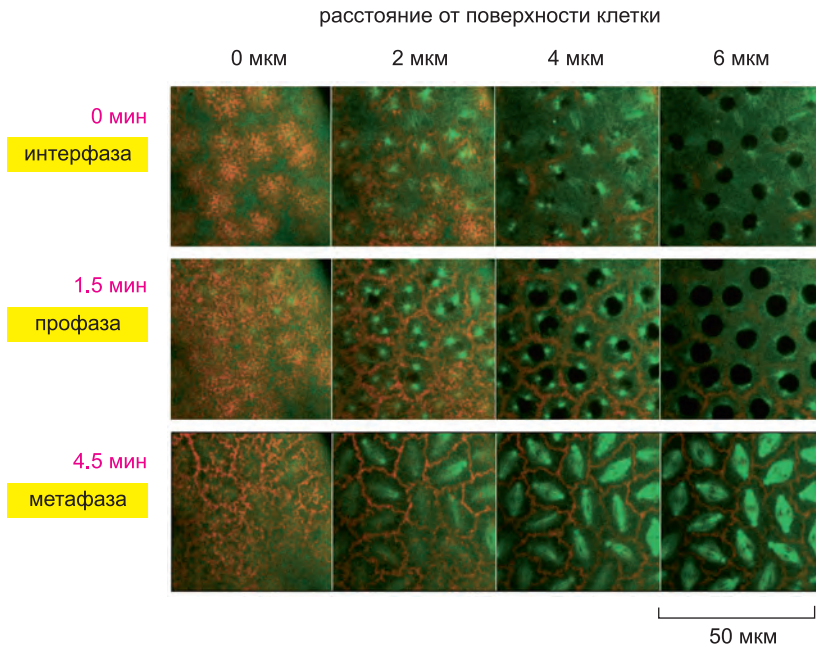 расстояние от поверхности клетки
0 мкм 2 мкм 4 мкм 6 мкм
0 мин
интерфаза
1.5 мин
профаза
4.5 мин
метафаза
50 мкм